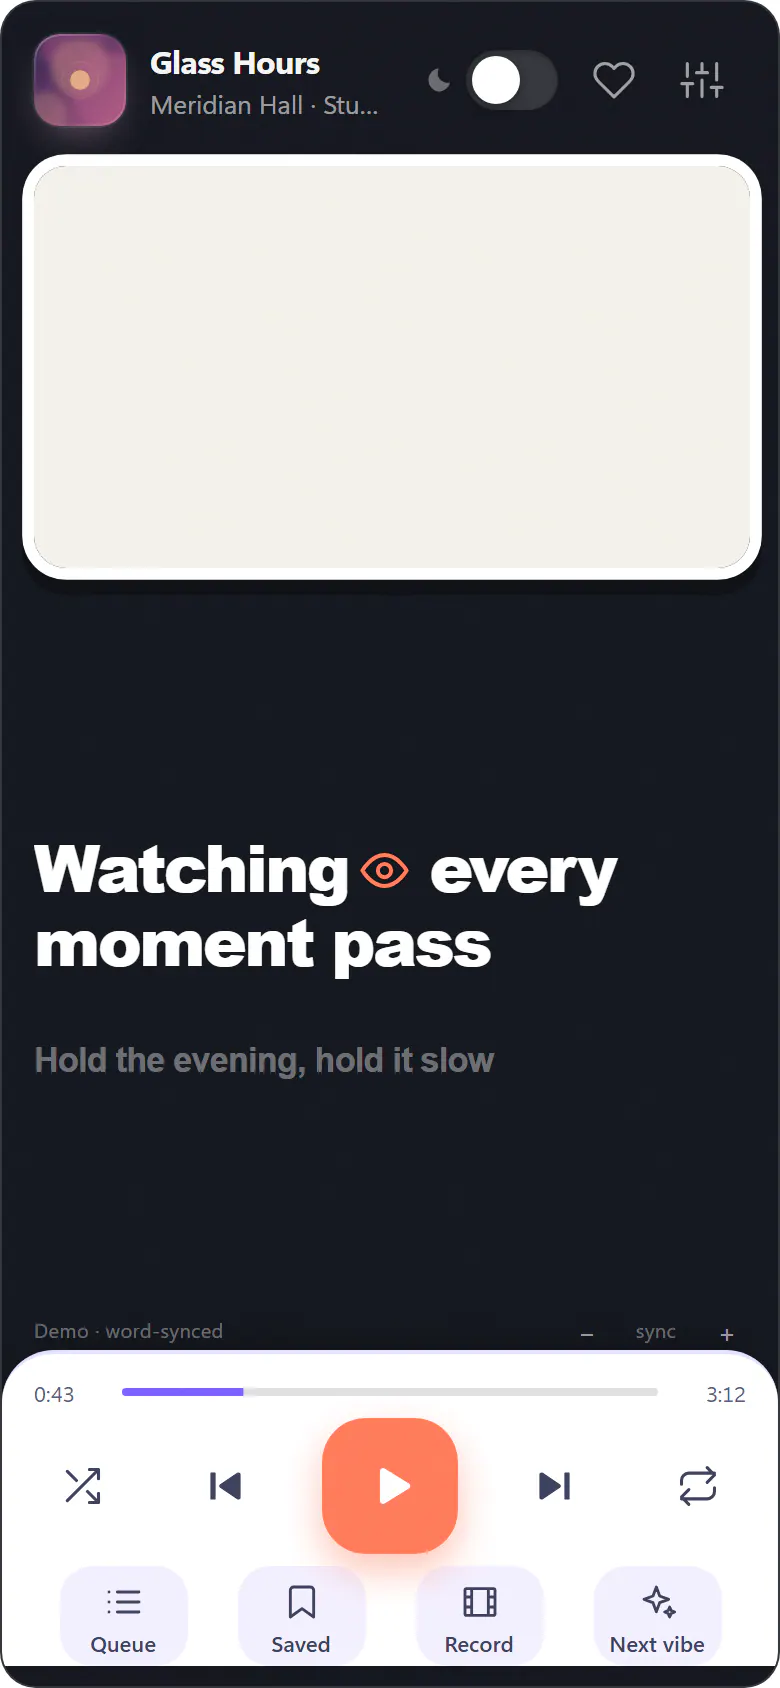 Glass Hours
Meridian Hall · Stu...
Watching every
moment pass
Hold the evening, hold it slow
Demo · word-synced − sync +
0:43 3:12
Queue Saved Record Next vibe